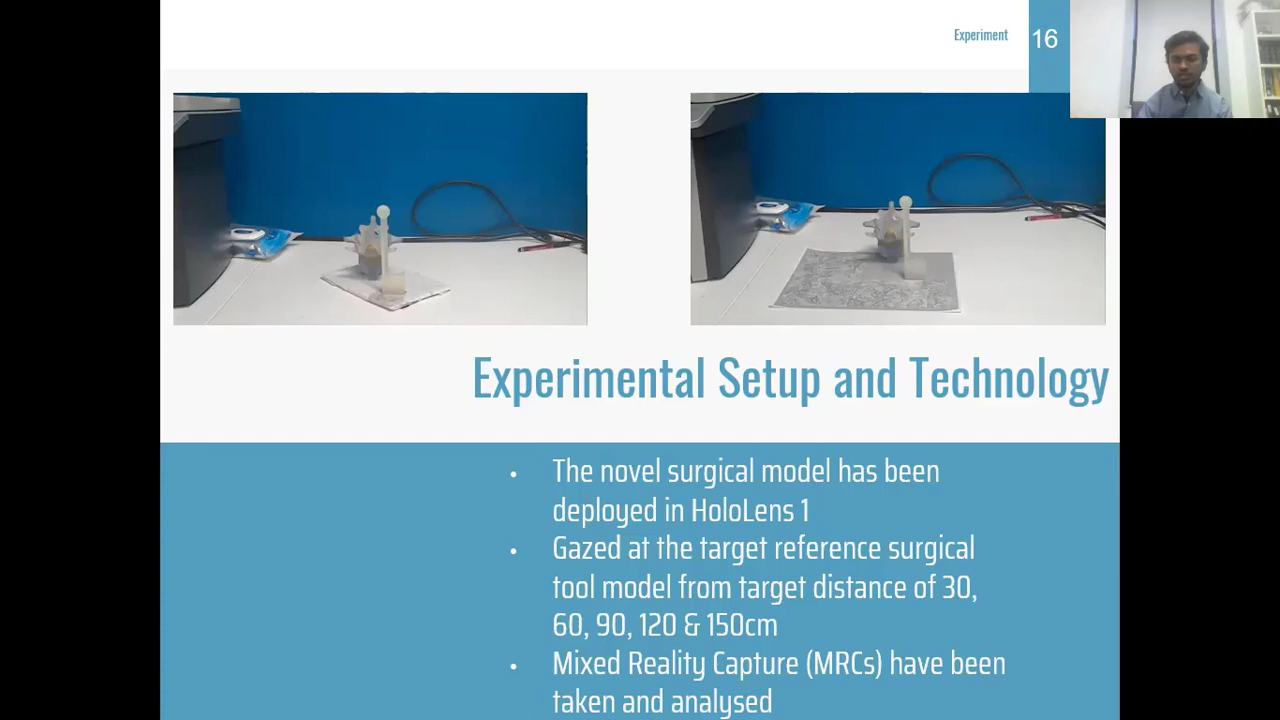 Experiment
16
Experimental Setup and Technology
• The novel surgical model has been
deployed in HoloLens 1
• Gazed at the target reference surgical
tool model from target distance of 30,
60, 90, 120 & 150cm
• Mixed Reality Capture (MRCs) have been
taken and analysed